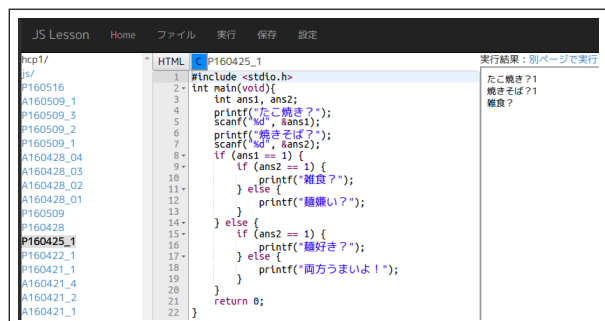 JS Lesson Home ファイル 実行 保存 設定
hcp1/
js/
P160516
A160509_1
P160509_3
P160509_2
P160509_1
A160428_04
A160428_03
A160428_02
A160428_01
P160509
P160428
P160425_1
P160422_1
P160421_1
A160421_4
A160421_2
A160421_1
HTML C P160425_1
1 #include <stdio.h>
2 int main(void){
3 int ans1, ans2;
4 printf("たこ焼き？");
5 scanf("%d", &ans1);
6 printf("焼きそば？");
7 scanf("%d", &ans2);
8 if (ans1 == 1) {
9 if (ans2 == 1) {
10 printf("雑食？");
11 } else {
12 printf("麺嫌い？");
13 }
14 } else {
15 if (ans2 == 1) {
16 printf("麺好き？");
17 } else {
18 printf("両方うまいよ！");
19 }
20 }
21 return 0;
22 }
実行結果：別ページで実行
たこ焼き？1
焼きそば？1
雑食？